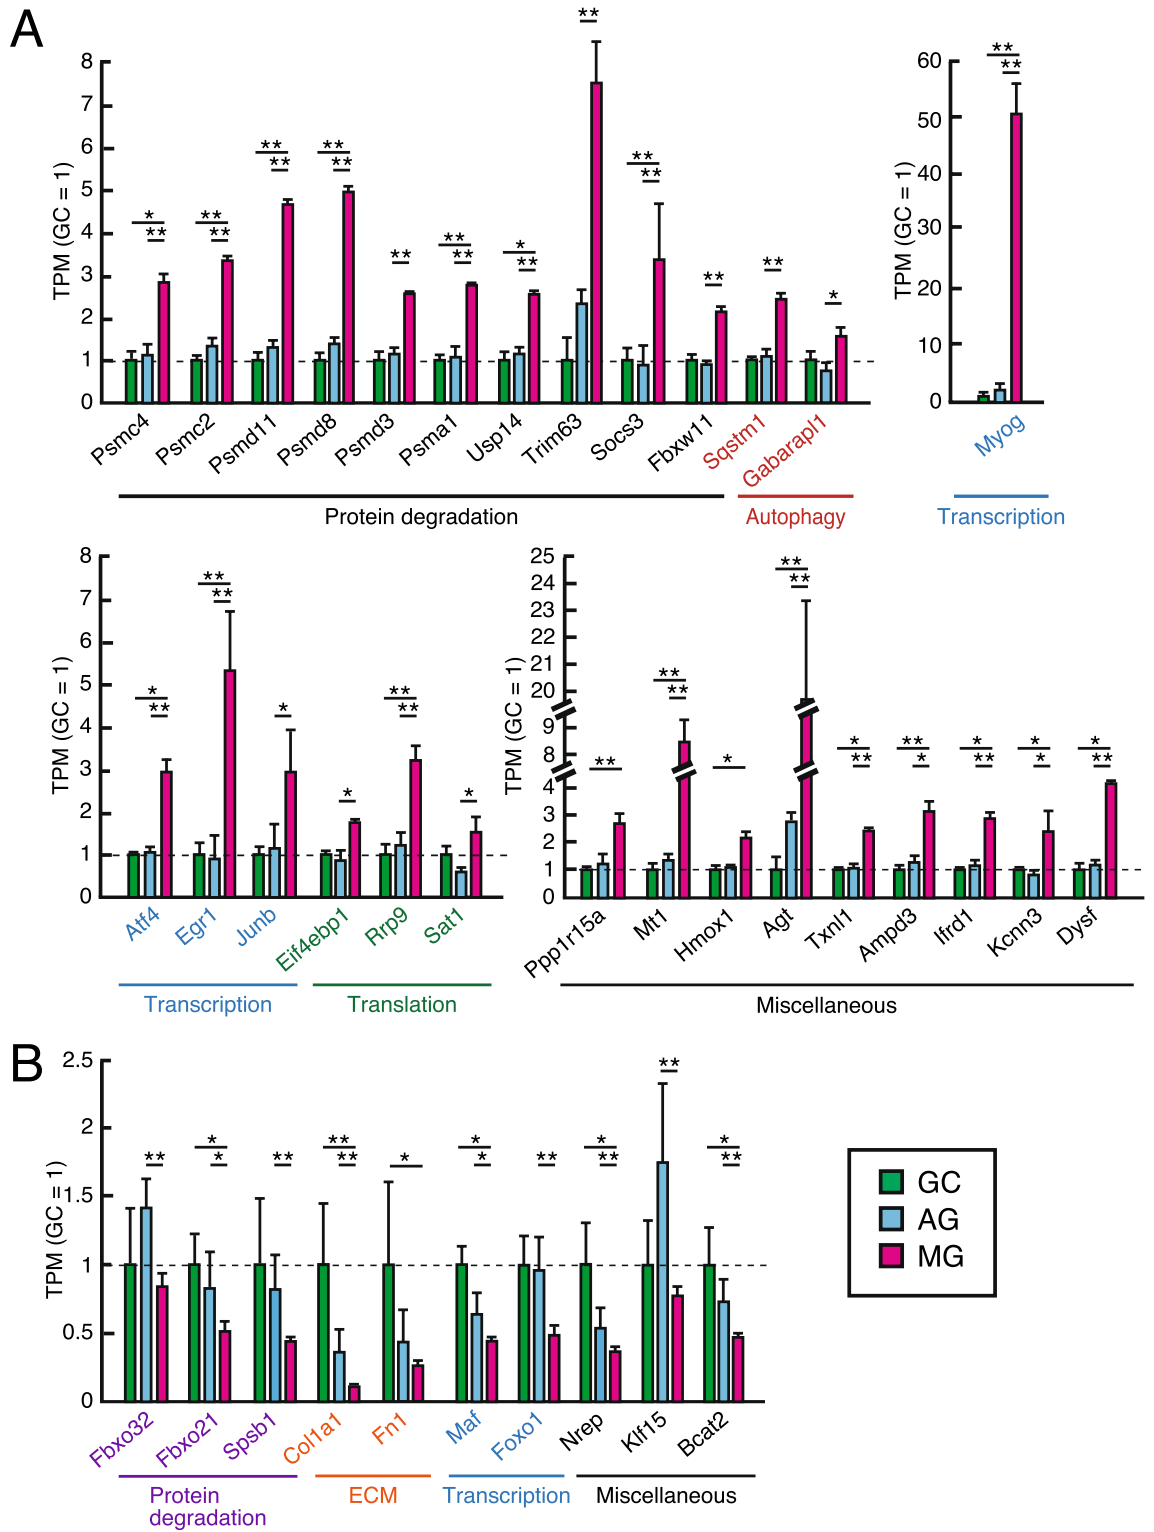 A
TPM (GC = 1)
8
7
6
5
4
3
2
1
0
** ** * ** ** ** ** ** ** ** ** ** ** * ** ** ** ** ** ** *
Psmc4 Psmc2 Psmd11 Psmd8 Psmd3 Psma1 Usp14 Trim63 Socs3 Fbxw11 Sqstm1 Gabarapl1
Protein degradation Autophagy
TPM (GC = 1)
60
50
40
30
20
10
0
**
**
Myog
Transcription
TPM (GC = 1)
8
7
6
5
4
3
2
1
0
** ** * ** * * ** ** *
Atf4 Egr1 Junb Eif4ebp1 Rrp9 Sat1
Transcription Translation
TPM (GC = 1)
25
24
23
22
21
20
9
8
4
3
2
1
0
** ** ** ** ** * * ** ** * * ** * * * **
Ppp1r15a Mt1 Hmox1 Agt Txnl1 Ampd3 Ifrd1 Kcnn3 Dysf
Miscellaneous
B
TPM (GC = 1)
2.5
2
1.5
1
0.5
0
** * * ** ** ** * * * ** * ** ** * **
Fbxo32 Fbxo21 Spsb1 Col1a1 Fn1 Maf Foxo1 Nrep Klf15 Bcat2
Protein
degradation
ECM Transcription Miscellaneous
GC
AG
MG